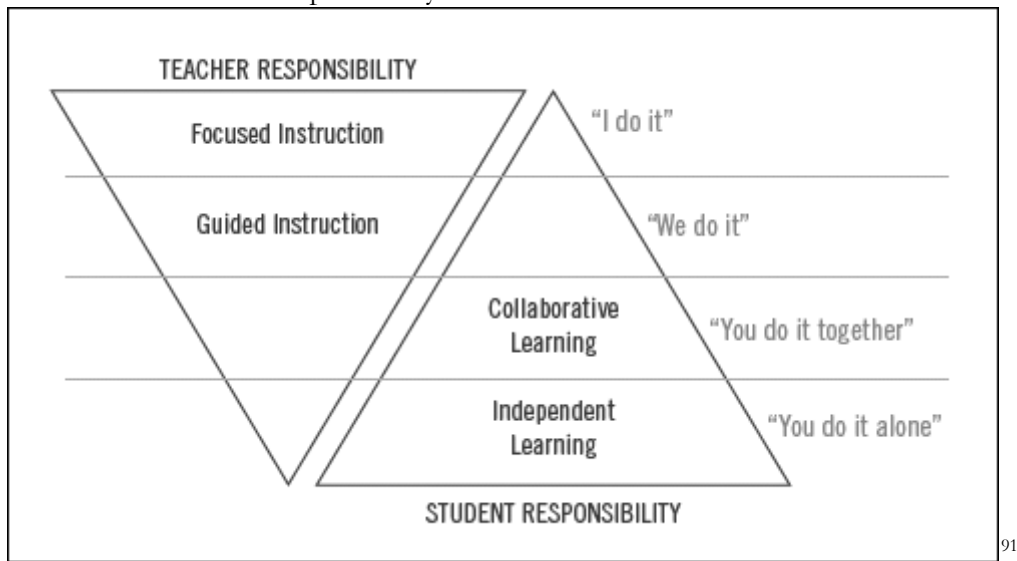 TEACHER RESPONSIBILITY
Focused Instruction
"I do it"
Guided Instruction
"We do it"
Collaborative
Learning
"You do it together"
Independent
Learning
"You do it alone"
STUDENT RESPONSIBILITY
91